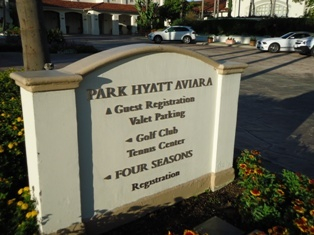 PARK HYATT AVIARA
GUEST REGISTRATION
VALET PARKING
GOLF CLUB
TENNIS CENTER
FOUR SEASONS
REGISTRATION